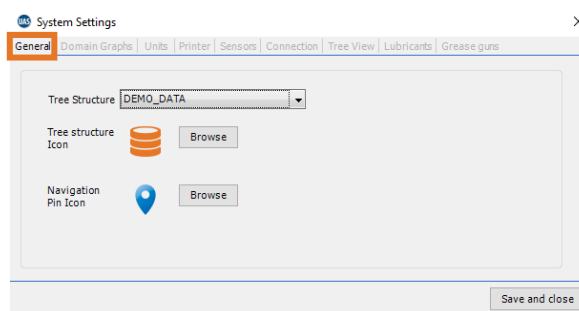 UAS System Settings
General Domain Graphs Units Printer Sensors Connection Tree View Lubricants Grease guns
Tree Structure DEMO_DATA
Tree structure
Icon
Browse
Navigation
Pin Icon
Browse
Save and close